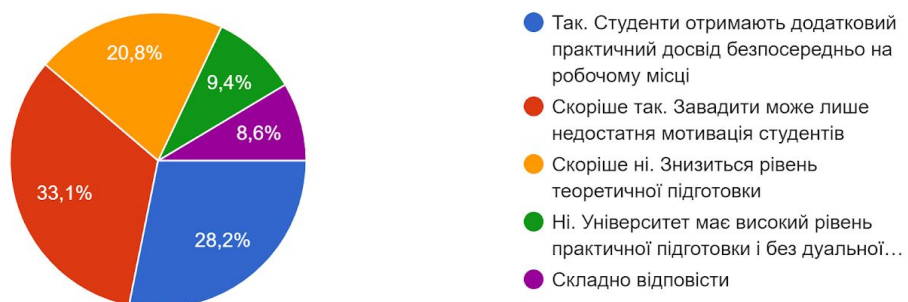 20,8%
9,4%
8,6%
33,1%
28,2%
Так. Студенти отримають додатковий
практичний досвід безпосередньо на
робочому місці
Скоріше так. Завадити може лише
недостатня мотивація студентів
Скоріше ні. Знизиться рівень
теоретичної підготовки
Ні. Університет має високий рівень
практичної підготовки і без дуальної…
Складно відповісти